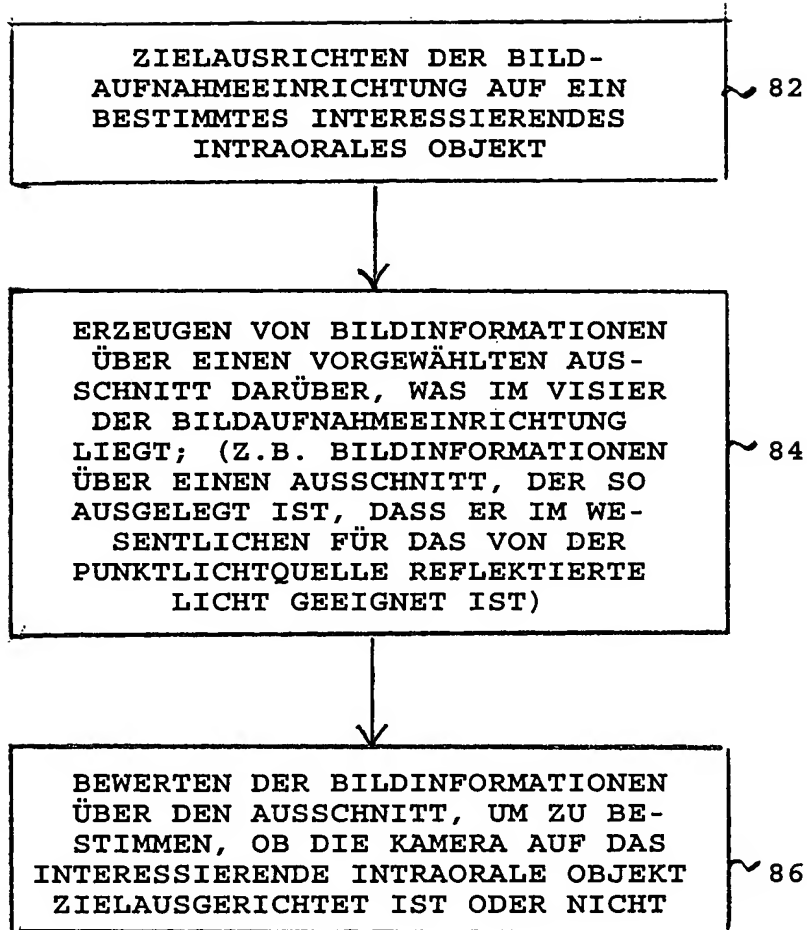 ZIELAUSRICHTEN DER BILD-
AUFNAHMEEINRICHTUNG AUF EIN
BESTIMMTES INTERESSIERENDES
INTRAORALES OBJEKT
82
ERZEUGEN VON BILDINFORMATIONEN
ÜBER EINEN VORGEWÄHLTEN AUS-
SCHNITT DARÜBER, WAS IM VISIER
DER BILDAUFNAHMEEINRICHTUNG
LIEGT; (Z.B. BILDINFORMATIONEN
ÜBER EINEN AUSSCHNITT, DER SO
AUSGELEGT IST, DASS ER IM WE-
SENTLICHEN FÜR DAS VON DER
PUNKTLICHTQUELLE REFLEKTIERTE
LICHT GEEIGNET IST)
84
BEWERTEN DER BILDINFORMATIONEN
ÜBER DEN AUSSCHNITT, UM ZU BE-
STIMMEN, OB DIE KAMERA AUF DAS
INTERESSIERENDE INTRAORALE OBJEKT
ZIELAUSGERICHTET IST ODER NICHT
86